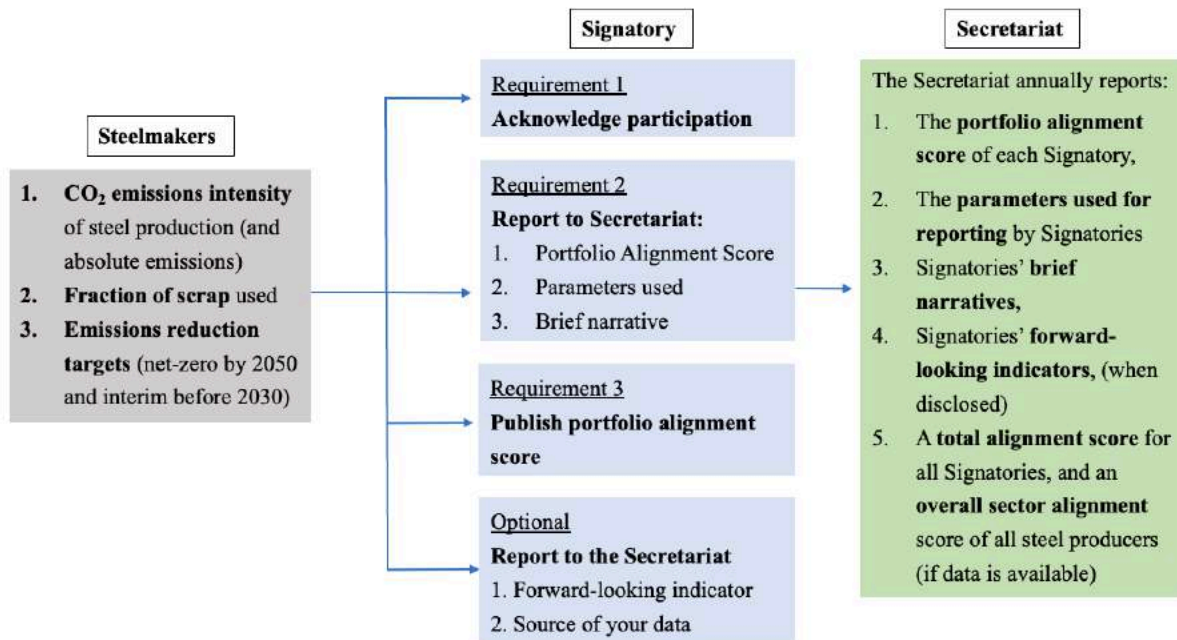 Steelmakers
1. CO₂ emissions intensity
of steel production (and
absolute emissions)
2. Fraction of scrap used
3. Emissions reduction
targets (net-zero by 2050
and interim before 2030)
Signatory
Requirement 1
Acknowledge participation
Requirement 2
Report to Secretariat:
1. Portfolio Alignment Score
2. Parameters used
3. Brief narrative
Requirement 3
Publish portfolio alignment
score
Optional
Report to the Secretariat
1. Forward-looking indicator
2. Source of your data
Secretariat
The Secretariat annually reports:
1. The portfolio alignment
score of each Signatory,
2. The parameters used for
reporting by Signatories
3. Signatories’ brief
narratives,
4. Signatories’ forward-
looking indicators, (when
disclosed)
5. A total alignment score for
all Signatories, and an
overall sector alignment
score of all steel producers
(if data is available)